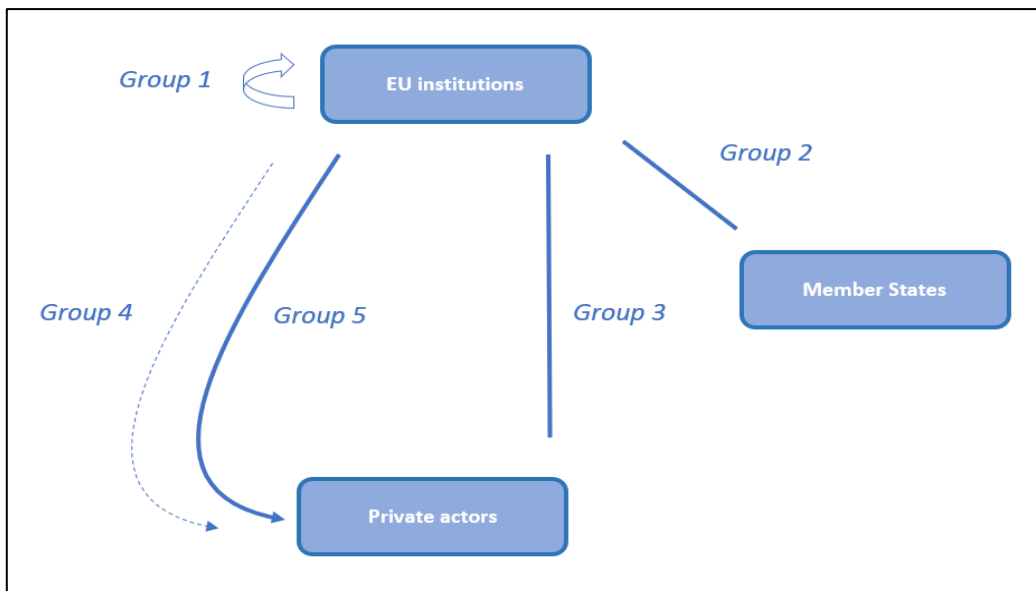 EU institutions
Group 1
Group 2
Member States
Group 4
Group 5
Group 3
Private actors